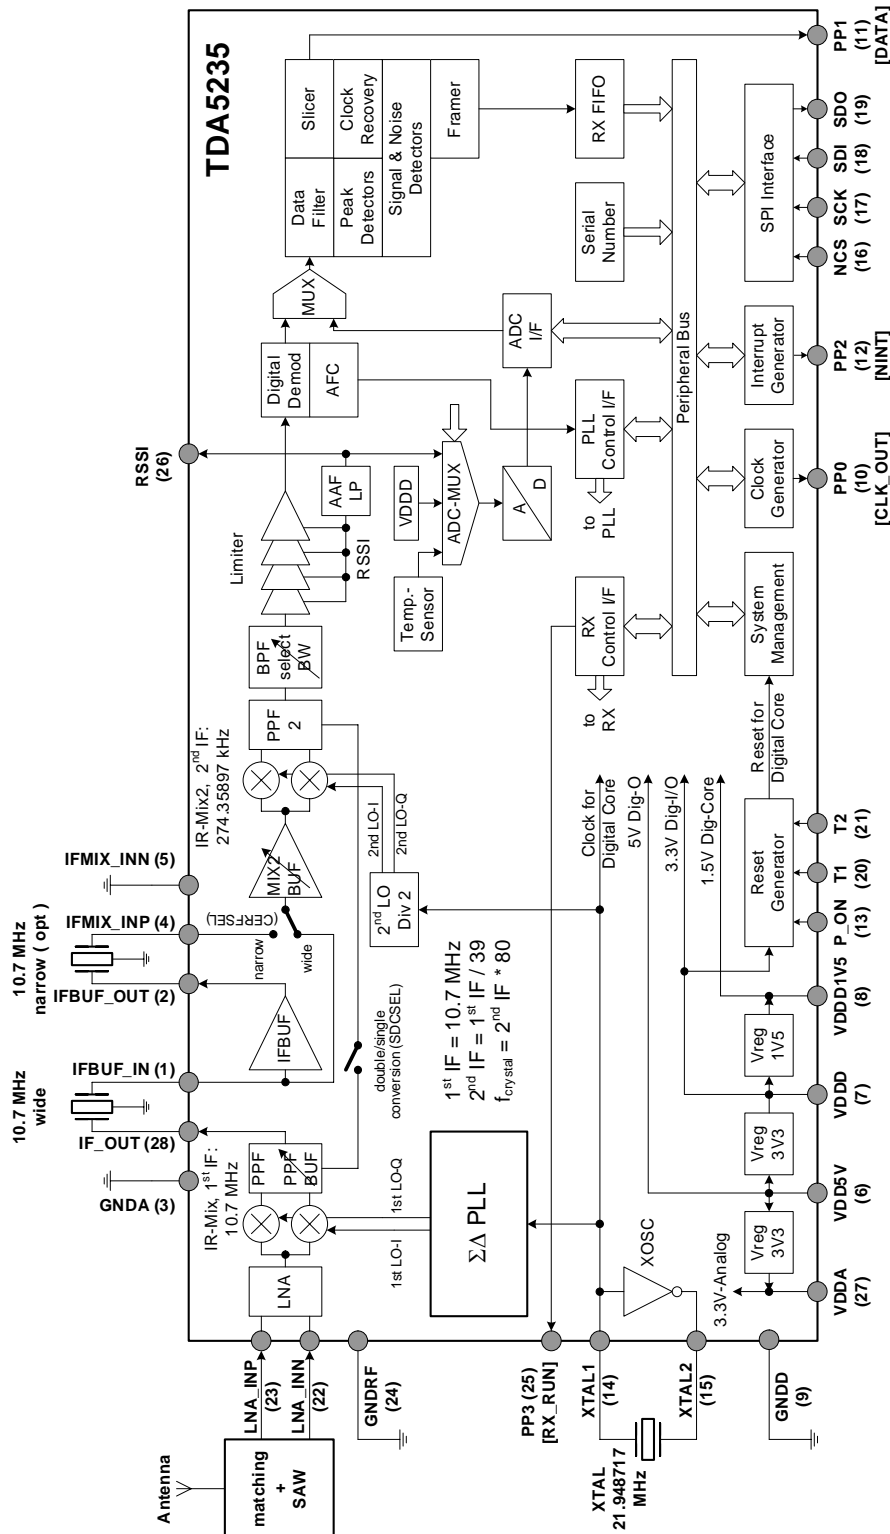 TDA5235
Antenna
matching
+
SAW
LNA_INP
(23)
LNA_INN
(22)
GNDRF
(24)
PP3 (25)
[RX_RUN]
XTAL1
(14)
XTAL
21.948717
MHz
XTAL2
(15)
GNDD
(9)
GNDA (3)
IF_OUT (28)
10.7 MHz
wide
IFBUF_IN (1)
IFBUF_OUT (2)
10.7 MHz
narrow ( opt )
IFMIX_INP (4)
IFMIX_INN (5)
RSSI
(26)
LNA
IR-Mix, 1st IF:
10.7 MHz
PPF
PPF
BUF
1st LO-I
1st LO-Q
ΣΔ PLL
IFBUF
double/single
conversion (SDCSEL)
narrow
wide
(CERFSEL)
MIX2
BUF
IR-Mix2, 2nd IF:
274.35897 kHz
PPF
2
2nd LO-I
2nd LO-Q
2nd LO
Div 2
1st IF = 10.7 MHz
2nd IF = 1st IF / 39
fcrystal = 2nd IF * 80
BPF
select
BW
Limiter
RSSI
AAF
LP
Digital
Demod
AFC
MUX
Data
Filter
Slicer
Peak
Detectors
Clock
Recovery
Signal & Noise
Detectors
Framer
Temp.-
Sensor
VDDD
ADC-MUX
A
D
ADC
I/F
Serial
Number
RX FIFO
to
RX
RX
Control I/F
to
PLL
PLL
Control I/F
Peripheral Bus
XOSC
Clock for
Digital Core
5V Dig-O
3.3V Dig-I/O
1.5V Dig-Core
3.3V-Analog
Vreg
3V3
Vreg
3V3
Vreg
1V5
Reset
Generator
Reset for
Digital Core
System
Management
Clock
Generator
Interrupt
Generator
SPI Interface
VDDA
(27)
VDD5V
(6)
VDDD
(7)
VDDD1V5
(8)
P_ON
(13)
T1
(20)
T2
(21)
PP0
(10)
[CLK_OUT]
PP2
(12)
[NINT]
NCS
(16)
SCK
(17)
SDI
(18)
SDO
(19)
PP1
(11)
[DATA]